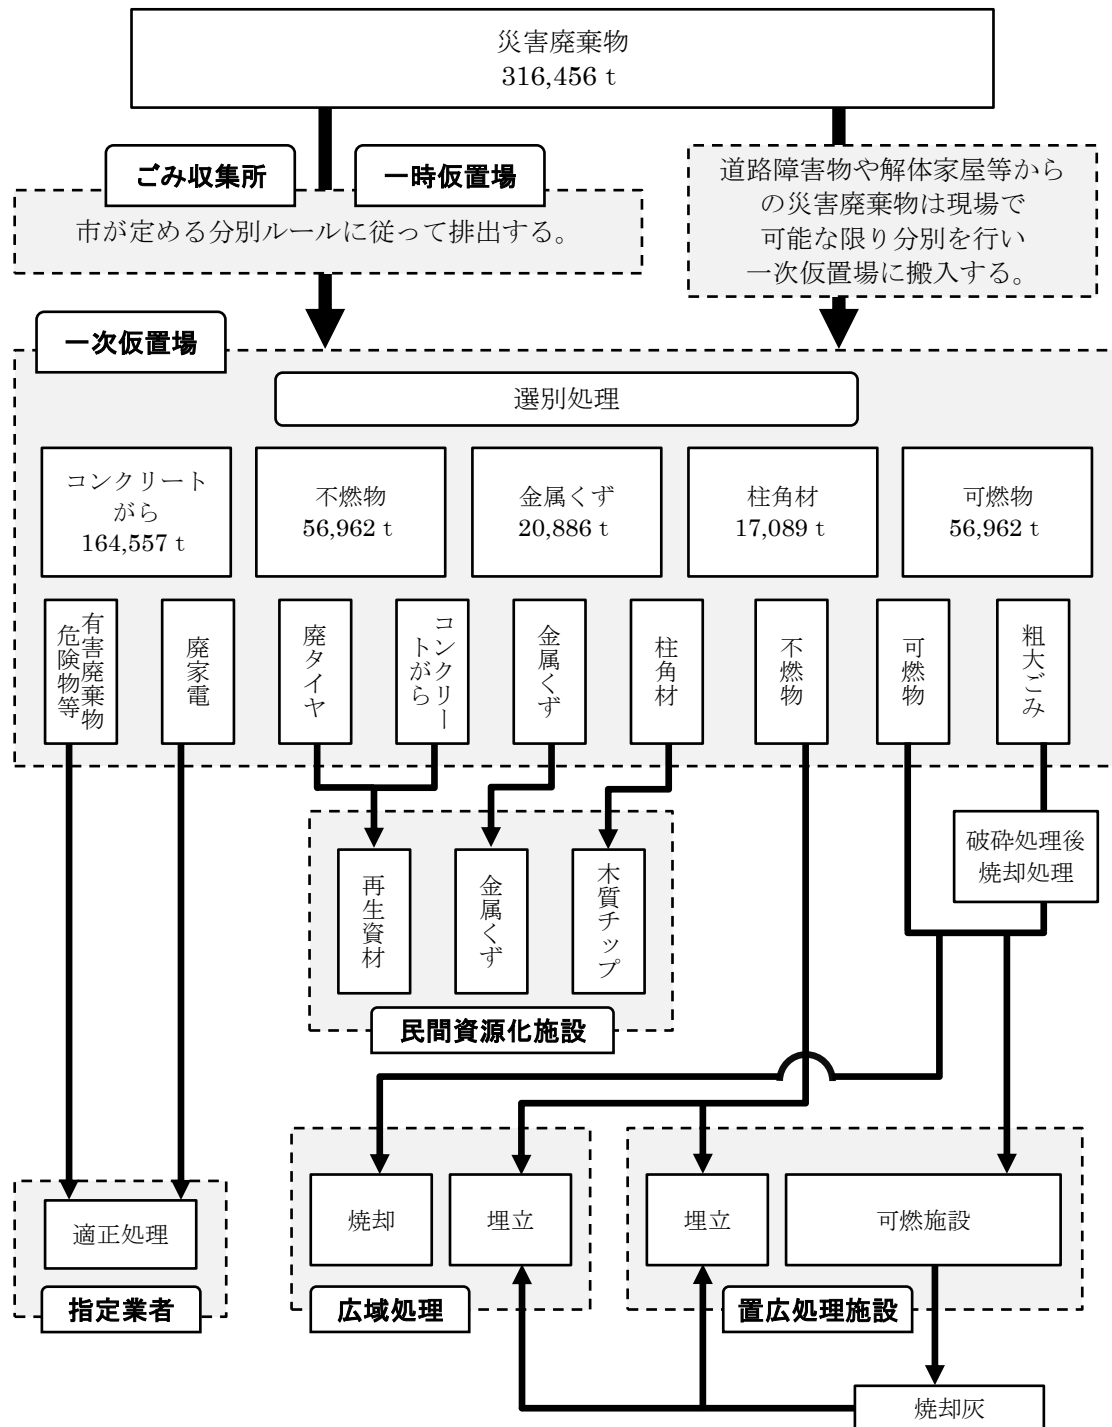 災害廃棄物
316,456 t
ごみ収集所
一時仮置場
市が定める分別ルールに従って排出する。
道路障害物や解体家屋等から
の災害廃棄物は現場で
可能な限り分別を行い
一次仮置場に搬入する。
一次仮置場
選別処理
コンクリート
がら
164,557 t
不燃物
56,962 t
金属くず
20,886 t
柱角材
17,089 t
可燃物
56,962 t
有害廃棄物
危険物等
廃家電
廃タイヤ
コンクリー
トがら
金属くず
柱角材
不燃物
可燃物
粗大ごみ
破砕処理後
焼却処理
再生資材
金属くず
木質チップ
民間資源化施設
適正処理
指定業者
焼却
埋立
広域処理
埋立
可燃施設
置広処理施設
焼却灰